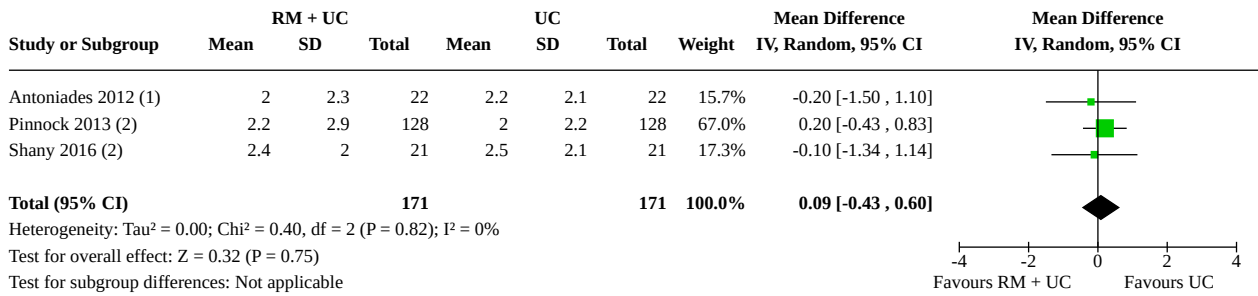 RM + UC UC Mean Difference Mean Difference
Study or Subgroup Mean SD Total Mean SD Total Weight IV, Random, 95% CI IV, Random, 95% CI
Antoniades 2012 (1) 2 2.3 22 2.2 2.1 22 15.7% -0.20 [-1.50 , 1.10]
Pinnock 2013 (2) 2.2 2.9 128 2 2.2 128 67.0% 0.20 [-0.43 , 0.83]
Shany 2016 (2) 2.4 2 21 2.5 2.1 21 17.3% -0.10 [-1.34 , 1.14]
Total (95% CI) 171 171 100.0% 0.09 [-0.43 , 0.60]
Heterogeneity: Tau² = 0.00; Chi² = 0.40, df = 2 (P = 0.82); I² = 0%
Test for overall effect: Z = 0.32 (P = 0.75)
Test for subgroup differences: Not applicable
-4 -2 0 2 4
Favours RM + UC Favours UC